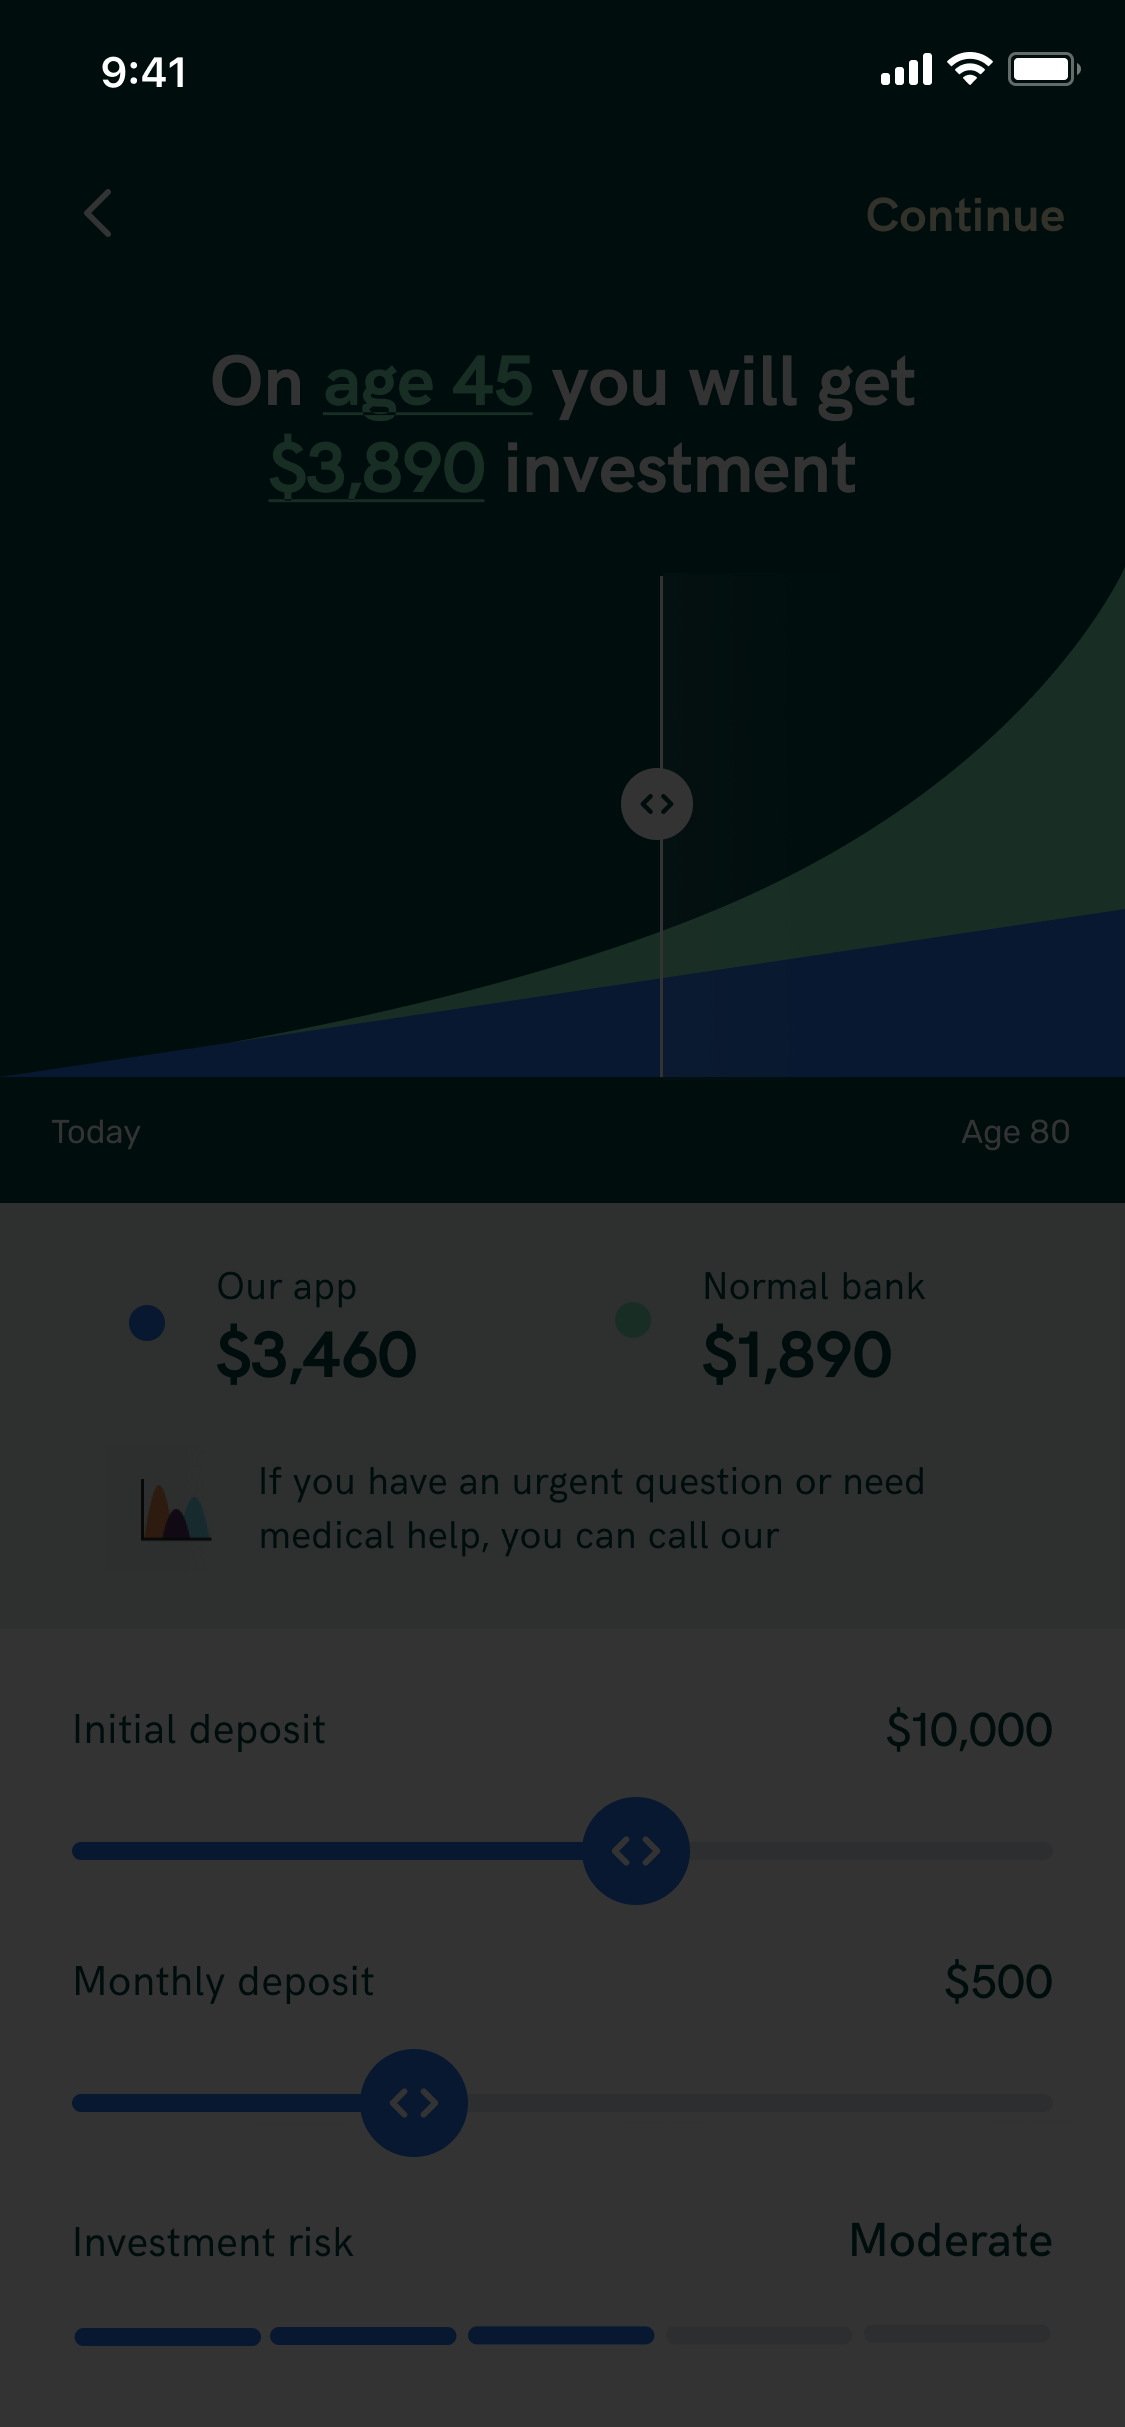 9:41
Continue
On age 45 you will get
$3,890 investment
Today
Age 80
Our app
$3,460
Normal bank
$1,890
If you have an urgent question or need
medical help, you can call our
Initial deposit
$10,000
Monthly deposit
$500
Investment risk
Moderate